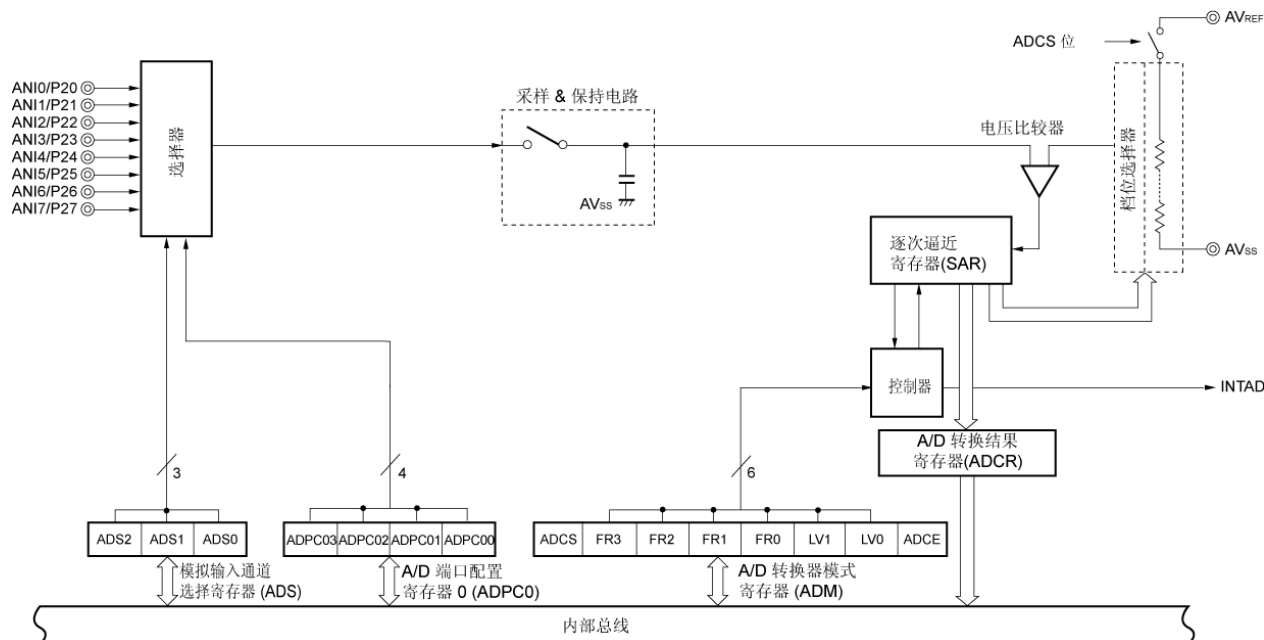 AVREF
ADCS 位
ANI0/P20
ANI1/P21
ANI2/P22
ANI3/P23
ANI4/P24
ANI5/P25
ANI6/P26
ANI7/P27
选择器
采样 & 保持电路
AVSS
电压比较器
档位选择器
AVSS
逐次逼近
寄存器(SAR)
控制器
INTAD
A/D 转换结果
寄存器(ADCR)
3
4
6
ADS2 ADS1 ADS0
ADPC03 ADPC02 ADPC01 ADPC00
ADCS FR3 FR2 FR1 FR0 LV1 LV0 ADCE
模拟输入通道
选择寄存器 (ADS)
A/D 端口配置
寄存器 0 (ADPC0)
A/D 转换器模式
寄存器 (ADM)
内部总线